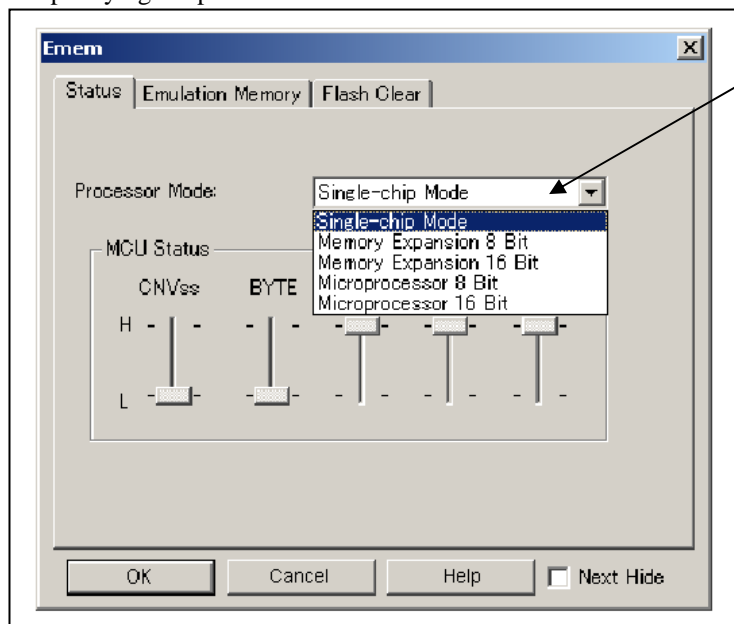 Emem
Status Emulation Memory Flash Clear
Processor Mode: Single-chip Mode
Single-chip Mode
Memory Expansion 8 Bit
Memory Expansion 16 Bit
Microprocessor 8 Bit
Microprocessor 16 Bit
MCU Status
CNVss BYTE
H
L
OK Cancel Help Next Hide